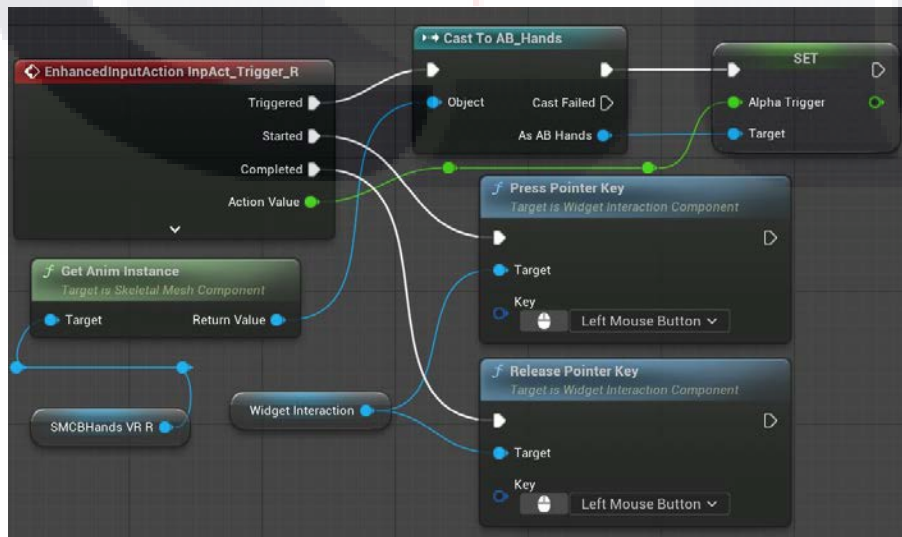 Cast To AB_Hands
Object
Cast Failed
As AB Hands
SET
Alpha Trigger
Target
EnhancedInputAction InpAct_Trigger_R
Triggered
Started
Completed
Action Value
f Press Pointer Key
Target is Widget Interaction Component
Target
Key
Left Mouse Button
f Get Anim Instance
Target is Skeletal Mesh Component
Target
Return Value
SMCBHands VR R
Widget Interaction
f Release Pointer Key
Target is Widget Interaction Component
Target
Key
Left Mouse Button